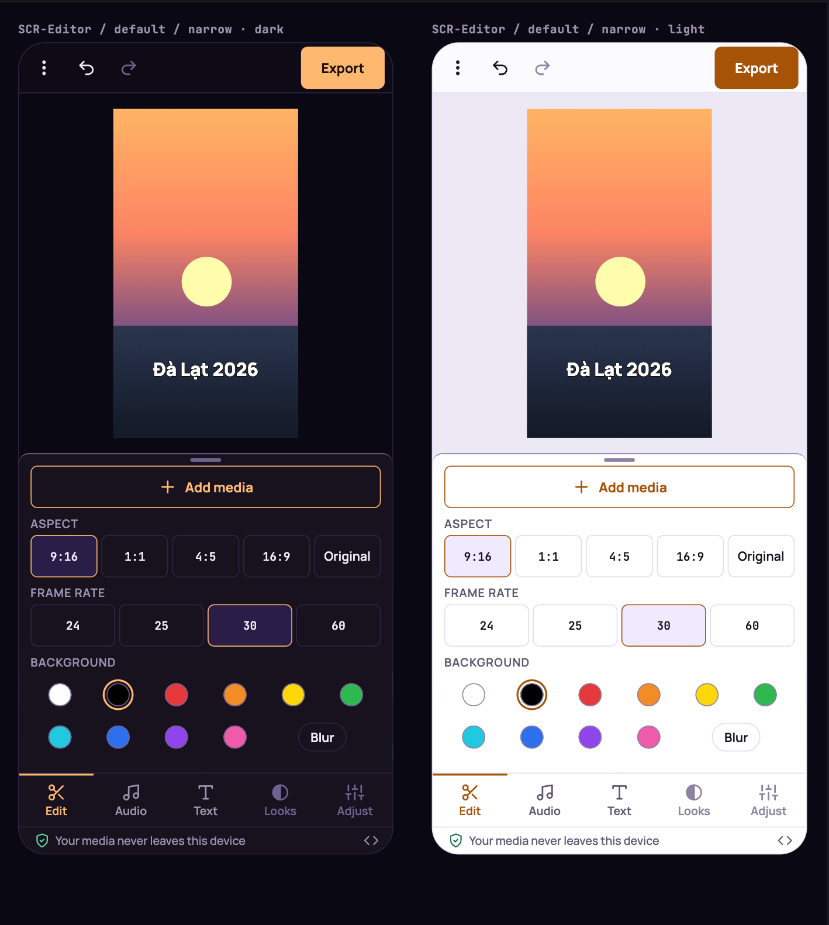 SCR-Editor / default / narrow · dark
Export
Đà Lạt 2026
Add media
ASPECT
9:16 1:1 4:5 16:9 Original
FRAME RATE
24 25 30 60
BACKGROUND
Blur
Edit Audio Text Looks Adjust
Your media never leaves this device
SCR-Editor / default / narrow · light
Export
Đà Lạt 2026
Add media
ASPECT
9:16 1:1 4:5 16:9 Original
FRAME RATE
24 25 30 60
BACKGROUND
Blur
Edit Audio Text Looks Adjust
Your media never leaves this device